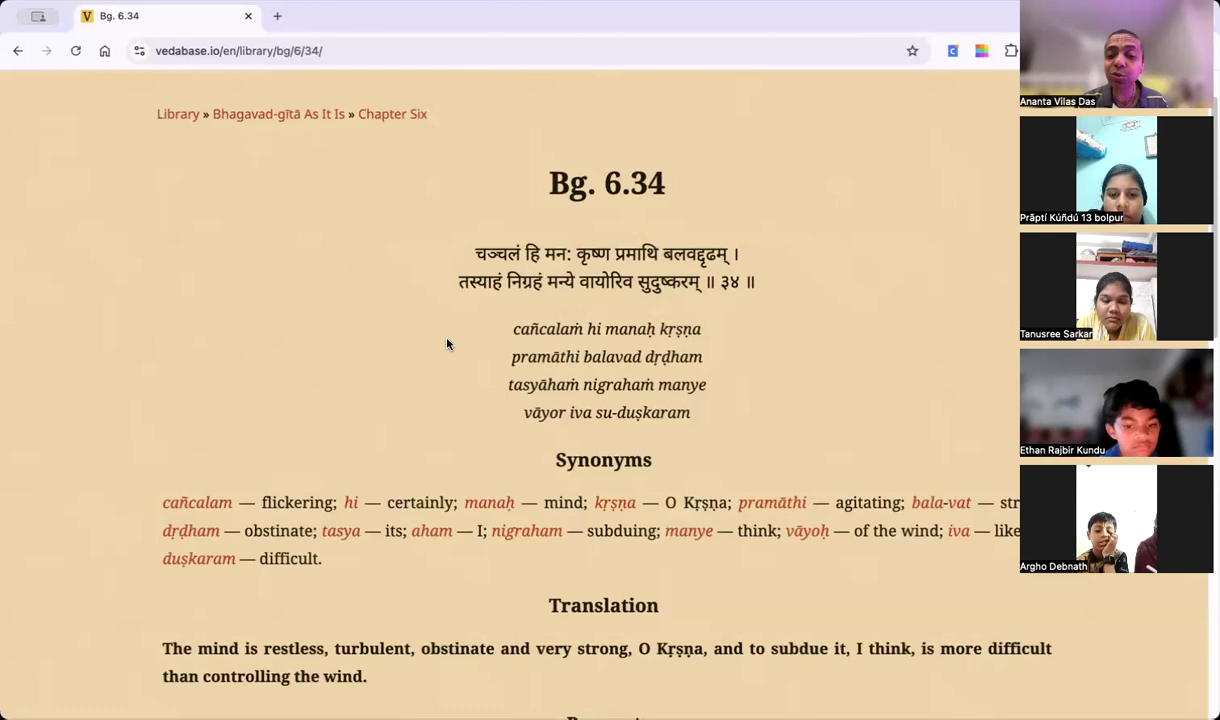 Bg. 6.34
vedabase.io/en/library/bg/6/34/
Library » Bhagavad-gītā As It Is » Chapter Six
Bg. 6.34
चञ्चलं हि मन: कृष्ण प्रमाथि बलवद्दृढम् ।
तस्याहं निग्रहं मन्ये वायोरिव सुदुष्करम् ॥ ३४ ॥
cañcalaṁ hi manaḥ kṛṣṇa
pramāthi balavad dṛḍham
tasyāhaṁ nigrahaṁ manye
vāyor iva su-duṣkaram
Synonyms
cañcalam — flickering; hi — certainly; manaḥ — mind; kṛṣṇa — O Kṛṣṇa; pramāthi — agitating; bala-vat — str
dṛḍham — obstinate; tasya — its; aham — I; nigraham — subduing; manye — think; vāyoḥ — of the wind; iva — like
duṣkaram — difficult.
Translation
The mind is restless, turbulent, obstinate and very strong, O Kṛṣṇa, and to subdue it, I think, is more difficult
than controlling the wind.
Ananta Vilas Das
Prāptí Kúńdú 13 bolpur
Tanusree Sarkar
Ethan Rajbir Kundu
Argho Debnath